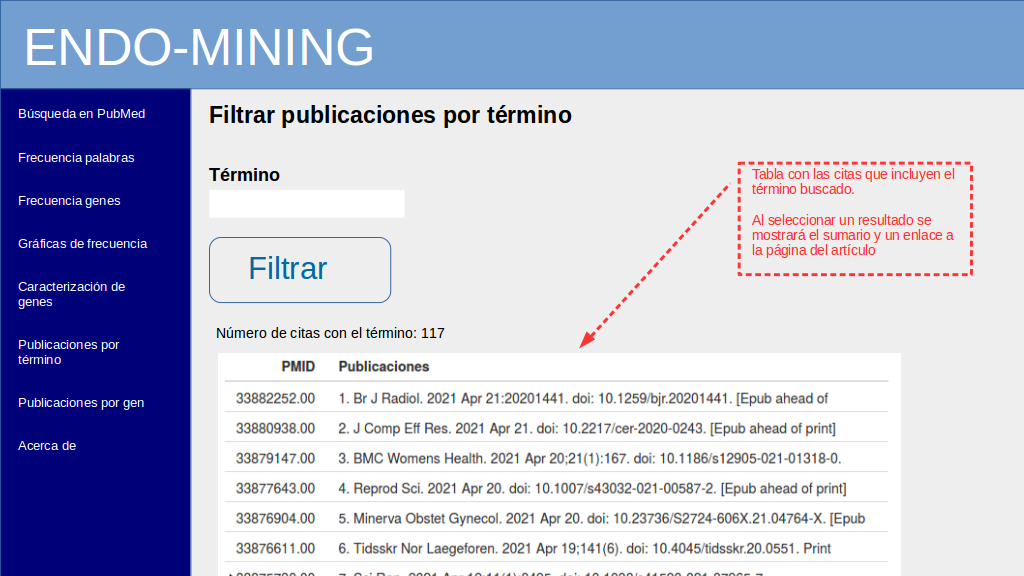 ENDO-MINING
Búsqueda en PubMed
Frecuencia palabras
Frecuencia genes
Gráficas de frecuencia
Caracterización de
genes
Publicaciones por
término
Publicaciones por gen
Acerca de
Filtrar publicaciones por término
Término
Filtrar
Tabla con las citas que incluyen el
término buscado.
Al seleccionar un resultado se
mostrará el sumario y un enlace a
la página del artículo
Número de citas con el término: 117
PMID Publicaciones
33882252.00 1. Br J Radiol. 2021 Apr 21:20201441. doi: 10.1259/bjr.20201441. [Epub ahead of
33880938.00 2. J Comp Eff Res. 2021 Apr 21. doi: 10.2217/cer-2020-0243. [Epub ahead of print]
33879147.00 3. BMC Womens Health. 2021 Apr 20;21(1):167. doi: 10.1186/s12905-021-01318-0.
33877643.00 4. Reprod Sci. 2021 Apr 20. doi: 10.1007/s43032-021-00587-2. [Epub ahead of print]
33876904.00 5. Minerva Obstet Gynecol. 2021 Apr 20. doi: 10.23736/S2724-606X.21.04764-X. [Epub
33876611.00 6. Tidsskr Nor Laegeforen. 2021 Apr 19;141(6). doi: 10.4045/tidsskr.20.0551. Print